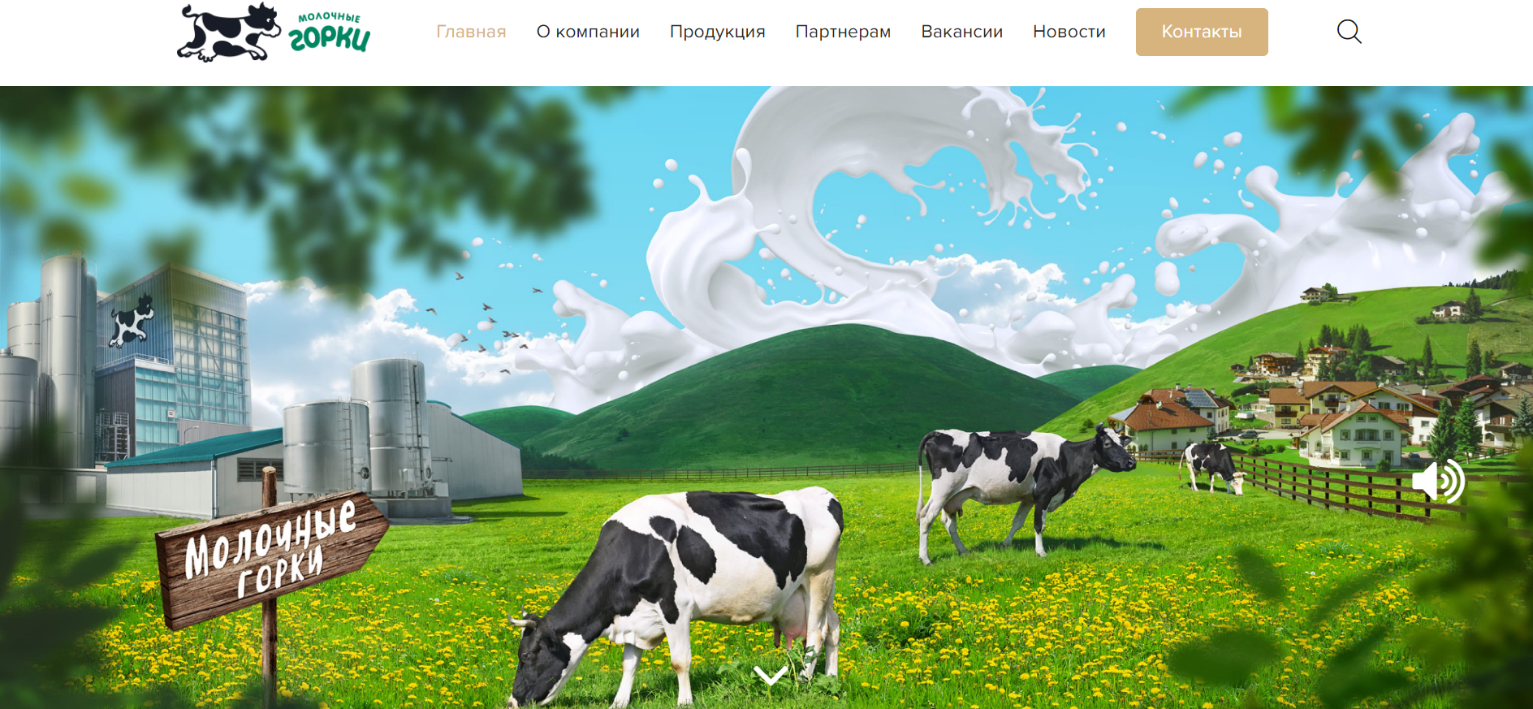 МОЛОЧНЫЕ
ГОРКИ
Главная О компании Продукция Партнерам Вакансии Новости Контакты
Молочные
ГОРКИ